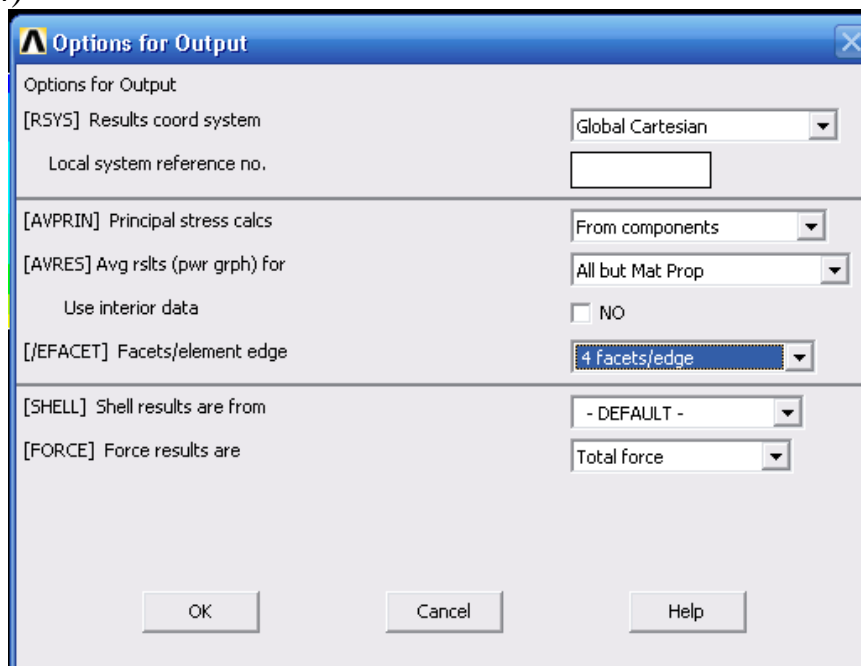 Options for Output
Options for Output
[RSYS] Results coord system Global Cartesian
Local system reference no.
[AVPRIN] Principal stress calcs From components
[AVRES] Avg rslts (pwr grph) for All but Mat Prop
Use interior data NO
[/EFACET] Facets/element edge 4 facets/edge
[SHELL] Shell results are from - DEFAULT -
[FORCE] Force results are Total force
OK Cancel Help